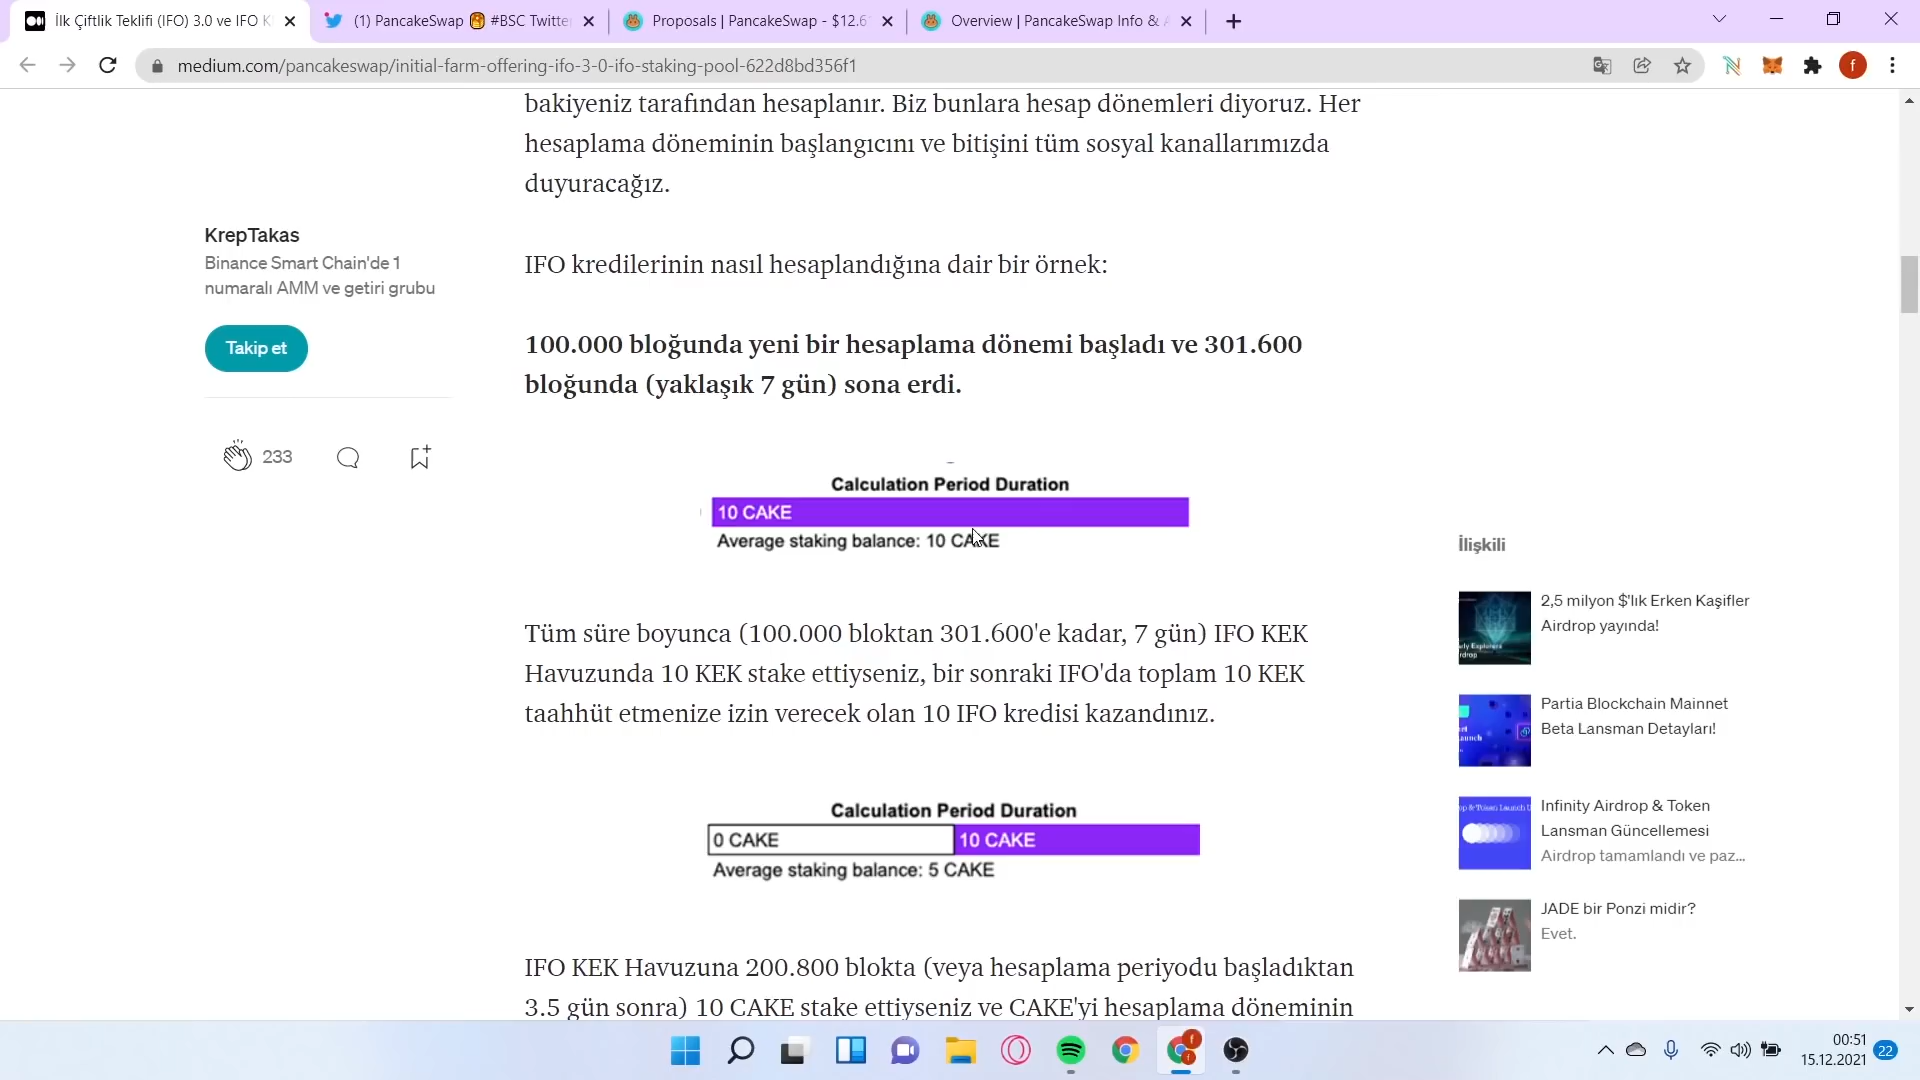 İlk Çiftlik Teklifi (IFO) 3.0 ve IFO K
(1) PancakeSwap 🥞 #BSC Twitte
Proposals | PancakeSwap - $12.6
Overview | PancakeSwap Info & A
medium.com/pancakeswap/initial-farm-offering-ifo-3-0-ifo-staking-pool-622d8bd356f1
f
bakiyeniz tarafından hesaplanır. Biz bunlara hesap dönemleri diyoruz. Her
hesaplama döneminin başlangıcını ve bitişini tüm sosyal kanallarımızda
duyuracağız.
KrepTakas
Binance Smart Chain'de 1
numaralı AMM ve getiri grubu
Takip et
233
IFO kredilerinin nasıl hesaplandığına dair bir örnek:
100.000 bloğunda yeni bir hesaplama dönemi başladı ve 301.600
bloğunda (yaklaşık 7 gün) sona erdi.
Calculation Period Duration
10 CAKE
Average staking balance: 10 CAKE
Tüm süre boyunca (100.000 bloktan 301.600'e kadar, 7 gün) IFO KEK
Havuzunda 10 KEK stake ettiyseniz, bir sonraki IFO'da toplam 10 KEK
taahhüt etmenize izin verecek olan 10 IFO kredisi kazandınız.
Calculation Period Duration
0 CAKE
10 CAKE
Average staking balance: 5 CAKE
IFO KEK Havuzuna 200.800 blokta (veya hesaplama periyodu başladıktan
3.5 gün sonra) 10 CAKE stake ettiyseniz ve CAKE'yi hesaplama döneminin
İlişkili
2,5 milyon $'lık Erken Kaşifler
Airdrop yayında!
Partia Blockchain Mainnet
Beta Lansman Detayları!
Infinity Airdrop & Token
Lansman Güncellemesi
Airdrop tamamlandı ve paz...
JADE bir Ponzi midir?
Evet.
00:51
15.12.2021
22